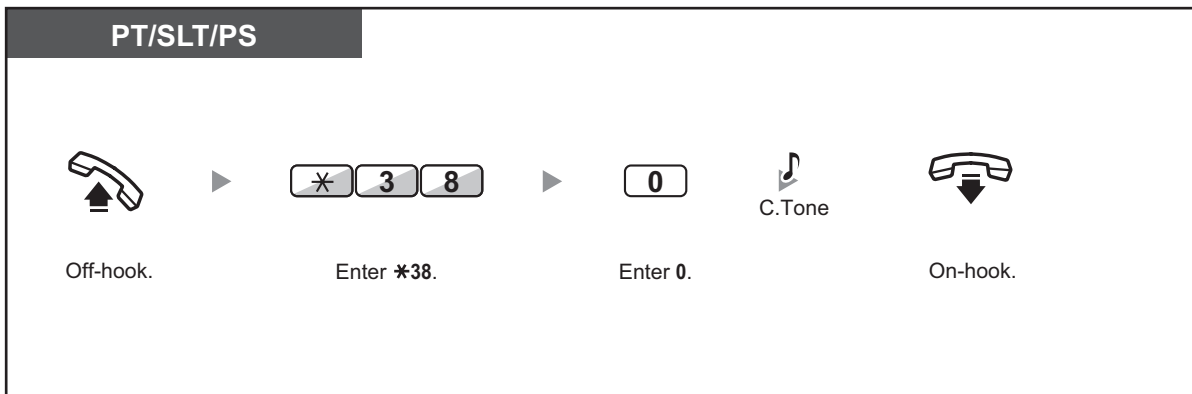 PT/SLT/PS
* 3 8
0
C.Tone
Off-hook.
Enter *38.
Enter 0.
On-hook.